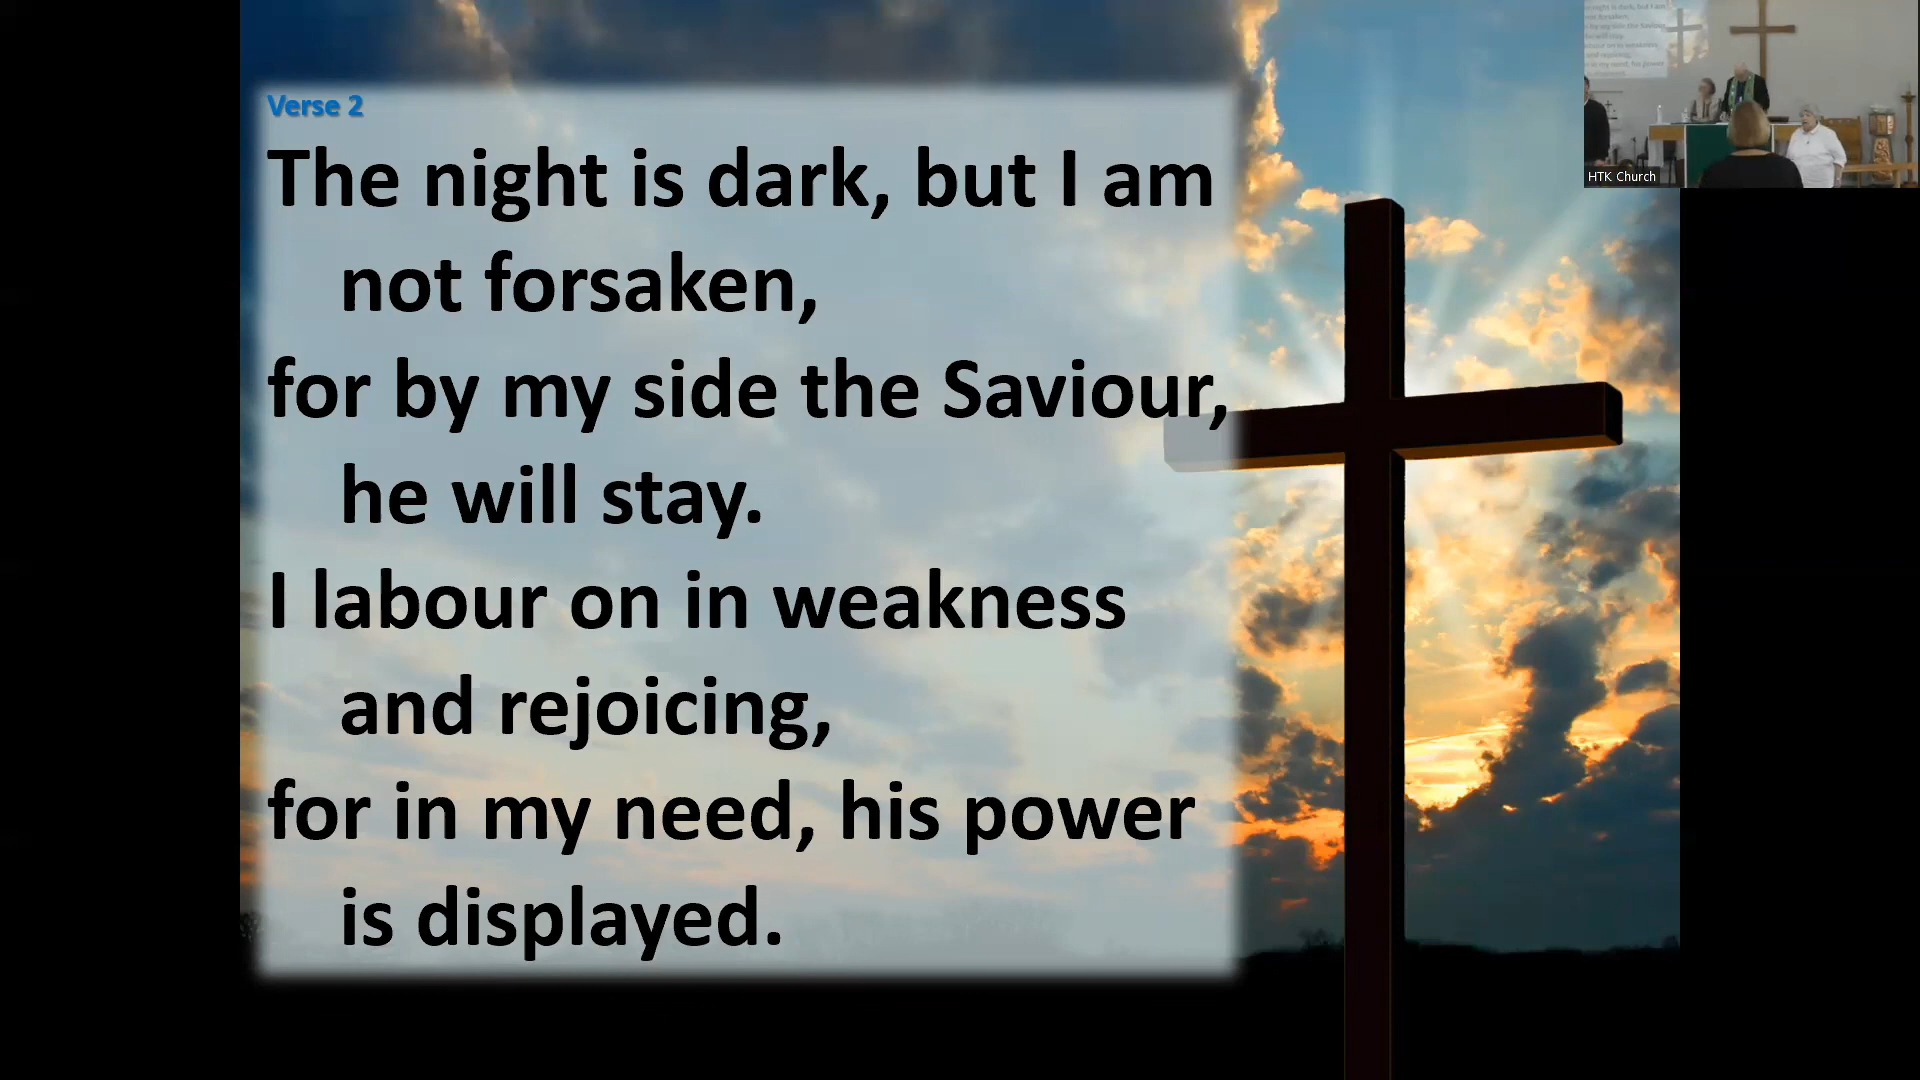 Verse 2
The night is dark, but I am
not forsaken,
for by my side the Saviour,
he will stay.
I labour on in weakness
and rejoicing,
for in my need, his power
is displayed.
HTK Church